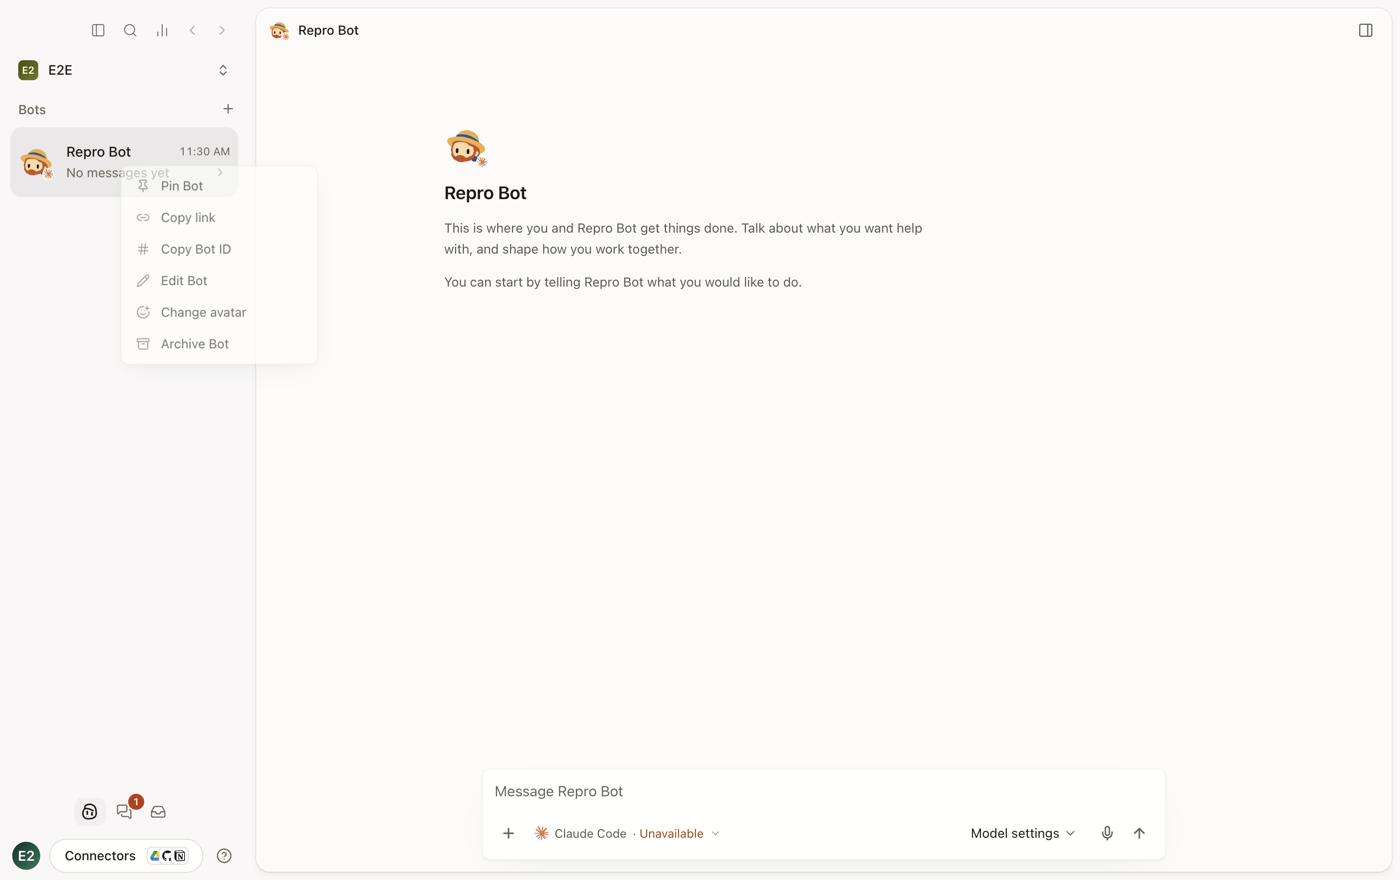 Repro Bot
E2 E2E
Bots
Repro Bot 11:30 AM
No messages yet
Pin Bot
Copy link
Copy Bot ID
Edit Bot
Change avatar
Archive Bot
Repro Bot
This is where you and Repro Bot get things done. Talk about what you want help
with, and shape how you work together.
You can start by telling Repro Bot what you would like to do.
Message Repro Bot
Claude Code · Unavailable
Model settings
1
E2 Connectors